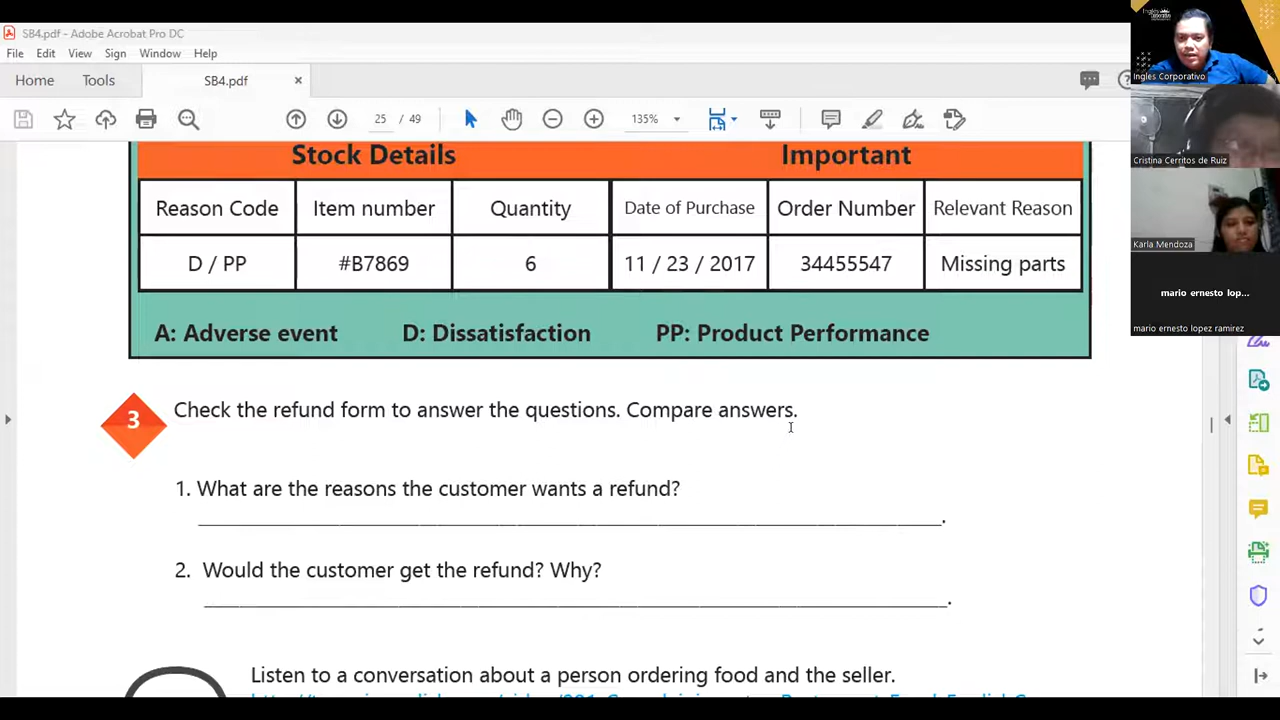 SB4.pdf - Adobe Acrobat Pro DC
File Edit View Window Sign Help
Home Tools SB4.pdf ×
25 / 49 135%
Stock Details Important
Reason Code Item number Quantity Date of Purchase Order Number Relevant Reason
D / PP #B7869 6 11 / 23 / 2017 34455547 Missing parts
A: Adverse event D: Dissatisfaction PP: Product Performance
3 Check the refund form to answer the questions. Compare answers.
1. What are the reasons the customer wants a refund?
2. Would the customer get the refund? Why?
Listen to a conversation about a person ordering food and the seller.
Inglés Corporativo
Ingles Corporativo
Cristina Cerritos de Ruiz
Karla Mendoza
mario ernesto lop...
mario ernesto lopez ramirez